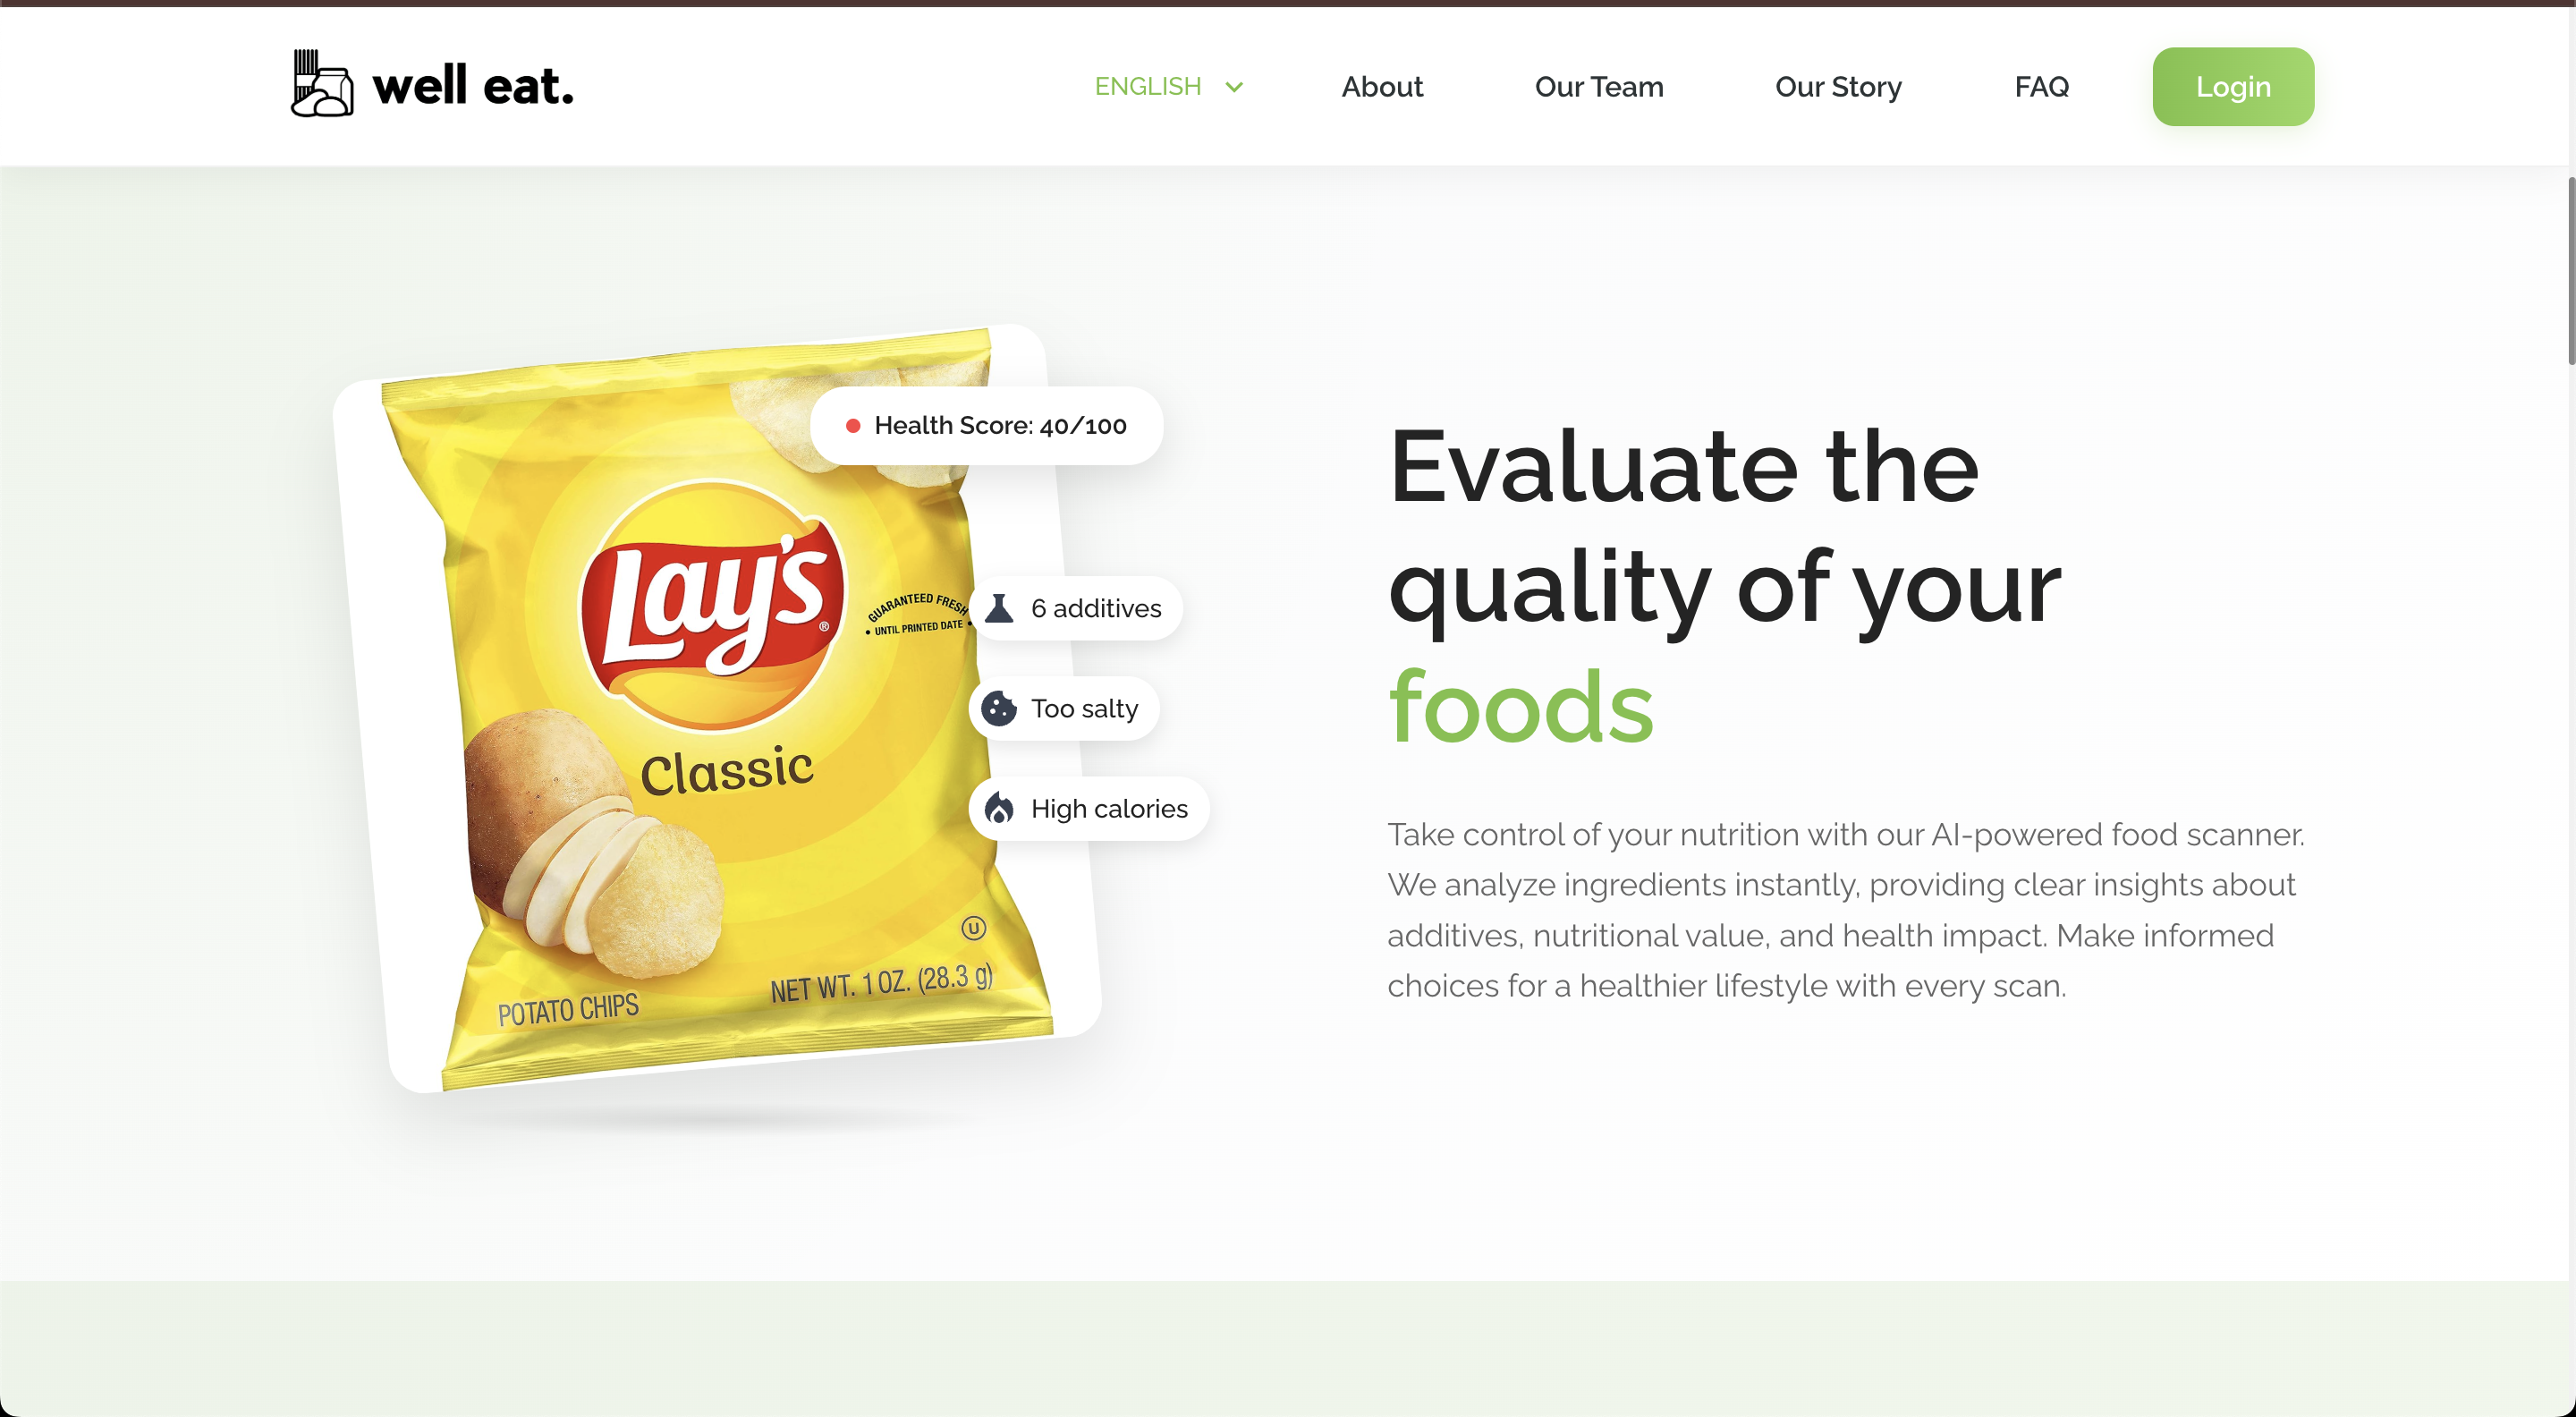 well eat.
ENGLISH
About
Our Team
Our Story
FAQ
Login
Health Score: 40/100
Lay's
®
GUARANTEED FRESH
• UNTIL PRINTED DATE •
6 additives
Too salty
Classic
High calories
U
NET WT. 1 OZ. (28.3 g)
POTATO CHIPS
Evaluate the
quality of your
foods
Take control of your nutrition with our AI-powered food scanner.
We analyze ingredients instantly, providing clear insights about
additives, nutritional value, and health impact. Make informed
choices for a healthier lifestyle with every scan.